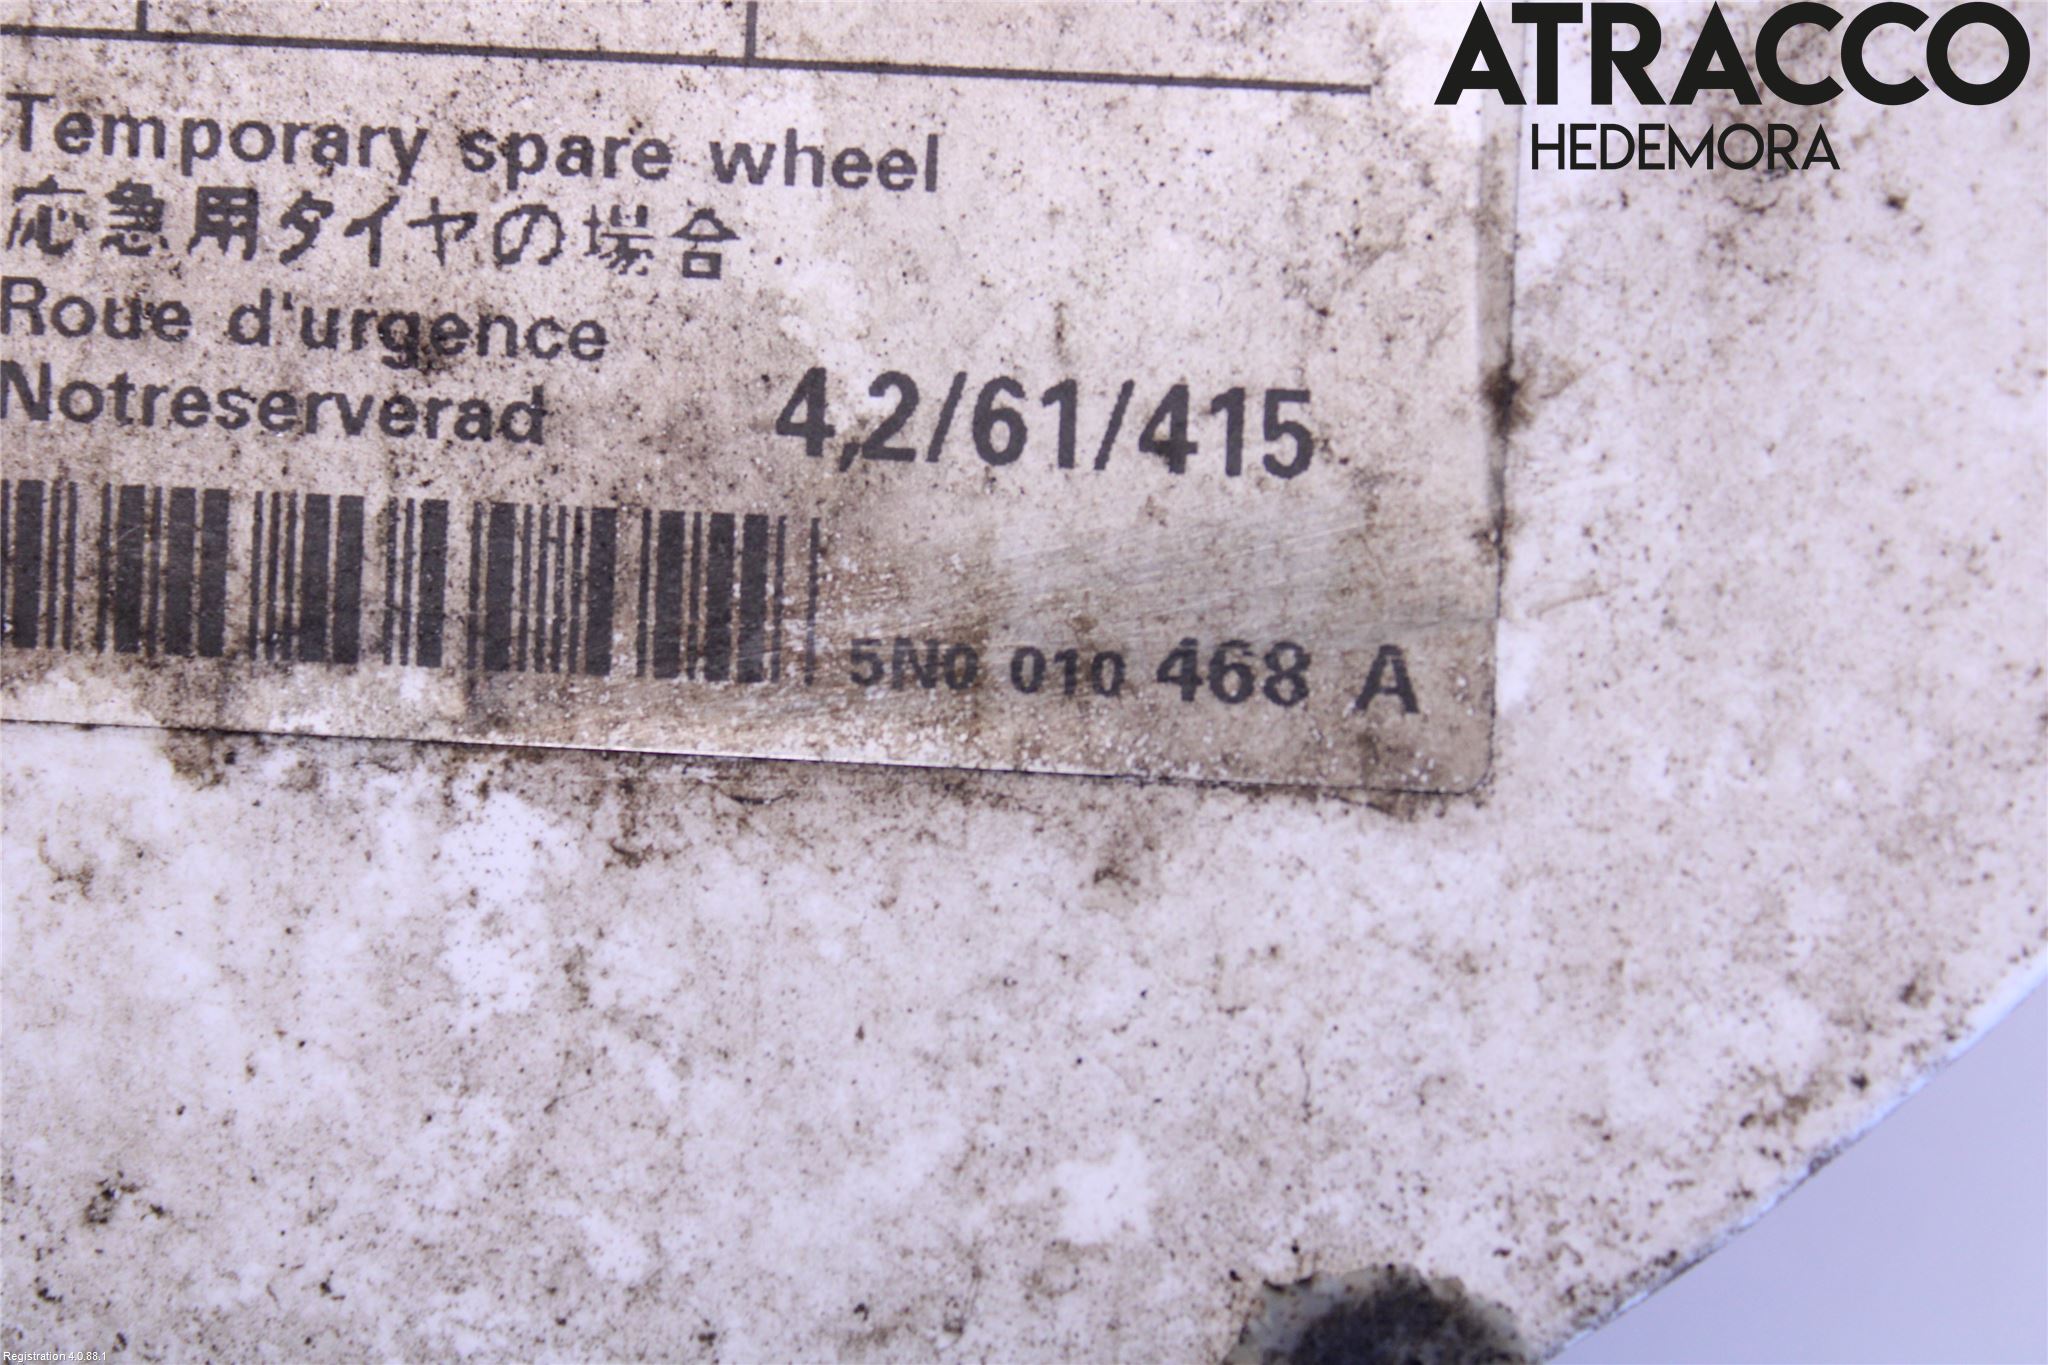 ATRACCO
HEDEMORA
Temporary spare wheel
応急用タイヤの場合
Roue d'urgence
Notreserverad
4,2/61/415
5N0 010 468 A
Registration 4.0.88.1